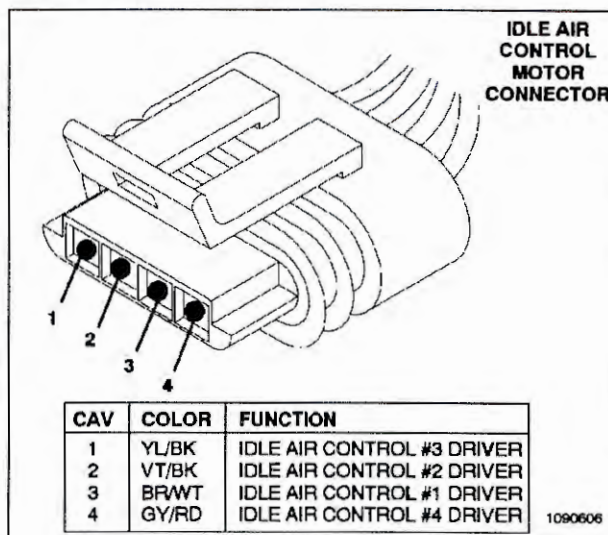 IDLE AIR
CONTROL
MOTOR
CONNECTOR
1
2
3
4
CAV COLOR FUNCTION
1 YL/BK IDLE AIR CONTROL #3 DRIVER
2 VT/BK IDLE AIR CONTROL #2 DRIVER
3 BR/WT IDLE AIR CONTROL #1 DRIVER
4 GY/RD IDLE AIR CONTROL #4 DRIVER
1090606